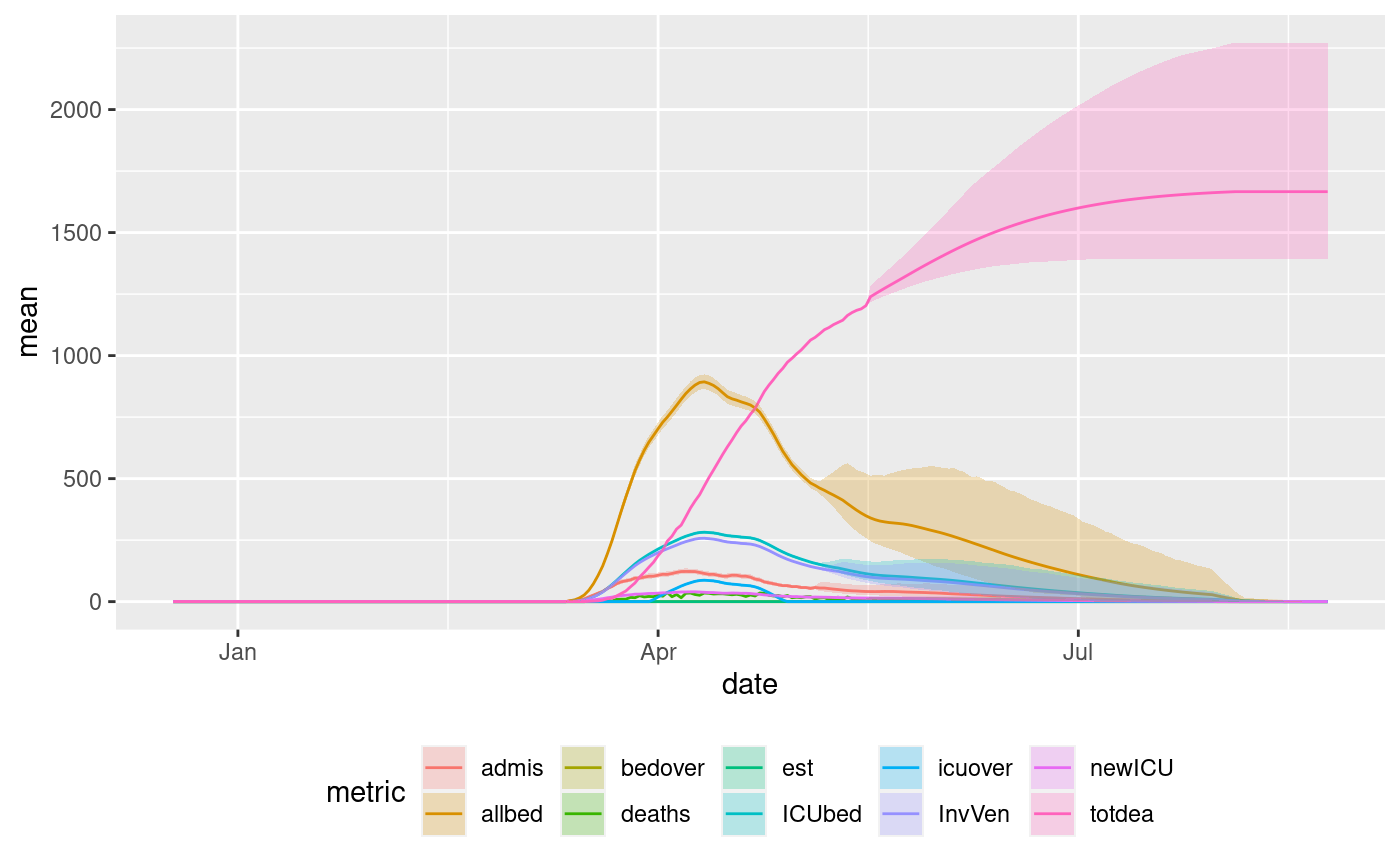 mean
2000
1500
1000
500
0
Jan Apr Jul
date
metric
admis bedover est icuover newICU
allbed deaths ICUbed InvVen totdea